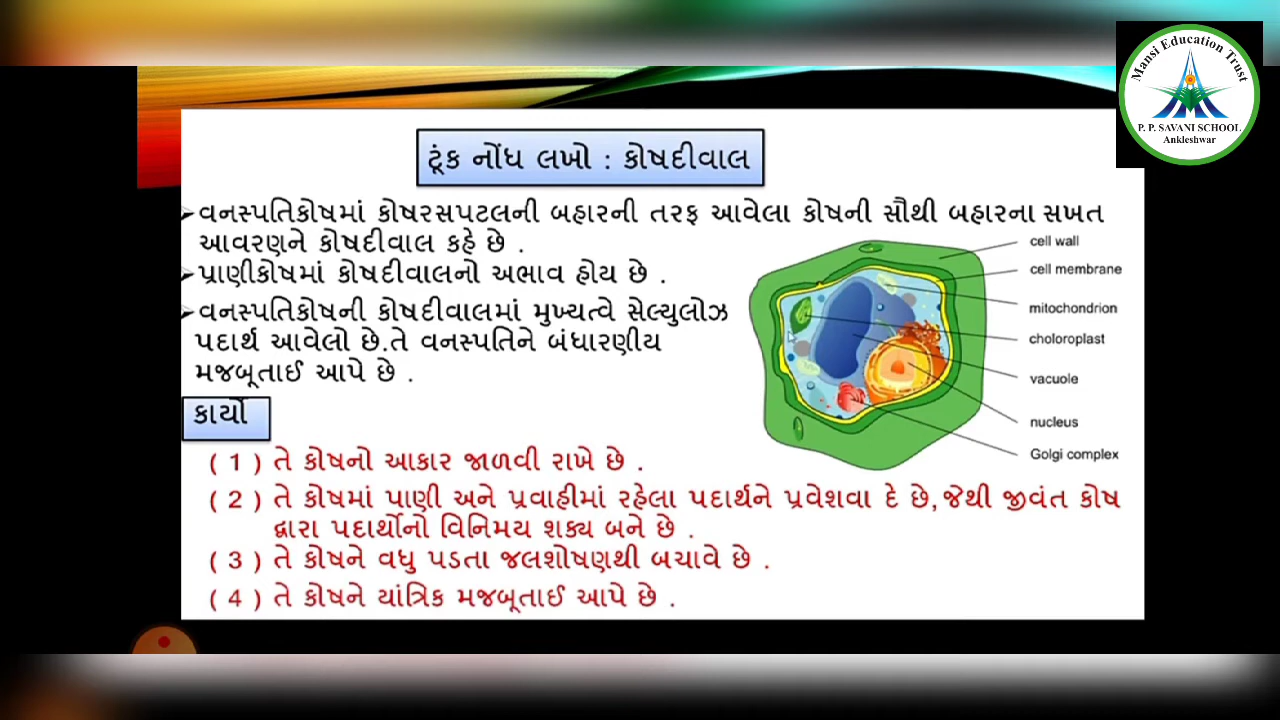 Mansi Education Trust
P. P. SAVANI SCHOOL
Ankleshwar
ટૂંક નોંધ લખો : કોષદીવાલ
વનસ્પતિકોષમાં કોષરસપટલની બહારની તરફ આવેલા કોષની સૌથી બહારના સખત
આવરણને કોષદીવાલ કહે છે .
પ્રાણીકોષમાં કોષદીવાલનો અભાવ હોય છે .
વનસ્પતિકોષની કોષદીવાલમાં મુખ્યત્વે સેલ્યુલોઝ
પદાર્થ આવેલો છે.તે વનસ્પતિને બંધારણીય
મજબૂતાઈ આપે છે .
cell wall
cell membrane
mitochondrion
choloroplast
vacuole
nucleus
Golgi complex
કાર્યો
( 1 ) તે કોષનો આકાર જાળવી રાખે છે .
( 2 ) તે કોષમાં પાણી અને પ્રવાહીમાં રહેલા પદાર્થને પ્રવેશવા દે છે, જેથી જીવંત કોષ
દ્વારા પદાર્થોનો વિનિમય શક્ય બને છે .
( 3 ) તે કોષને વધુ પડતા જલશોષણથી બચાવે છે .
( 4 ) તે કોષને યાંત્રિક મજબૂતાઈ આપે છે .